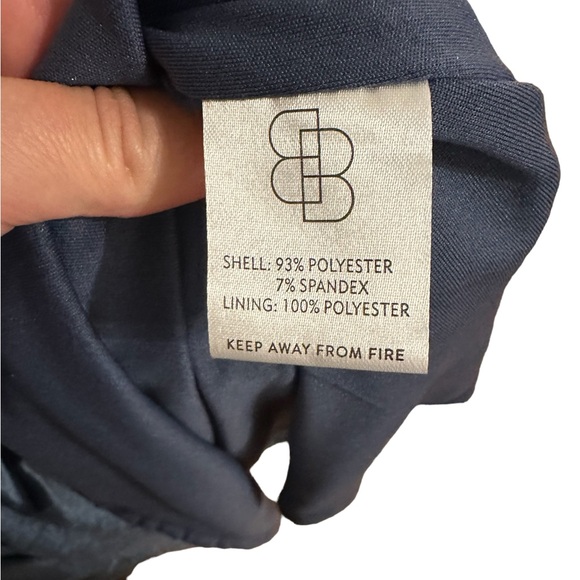 SHELL: 93% POLYESTER
7% SPANDEX
LINING: 100% POLYESTER
KEEP AWAY FROM FIRE